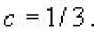 c = 1/3.